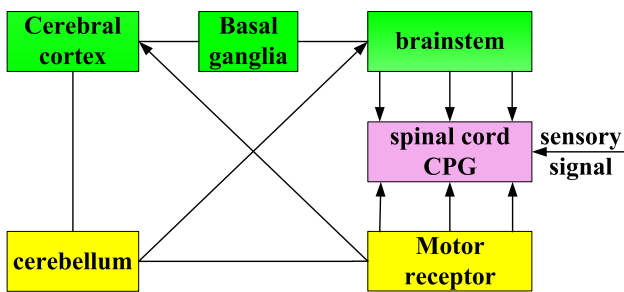 Cerebral
cortex
Basal
ganglia
brainstem
spinal cord
CPG
sensory
signal
cerebellum
Motor
receptor